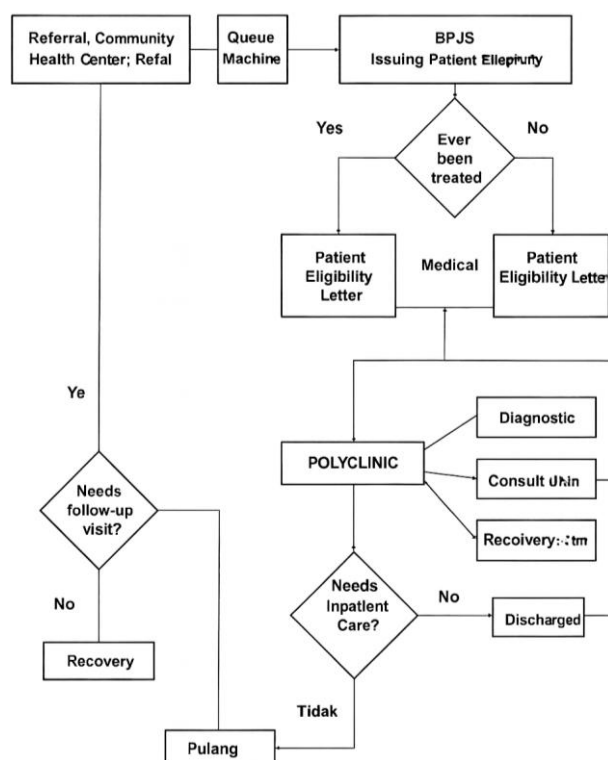 Referral, Community
Health Center; Refal
Queue
Machine
BPJS
Issuing Patient
Yes
No
Ever
been
treated
Patient
Eligibility
Letter
Medical
Patient
Eligibility Letter
Ye
Diagnostic
POLYCLINIC
Consult
Needs
follow-up
visit?
Needs
Inpatient
Care?
No
No
Discharged
Recovery
Tidak
Pulang